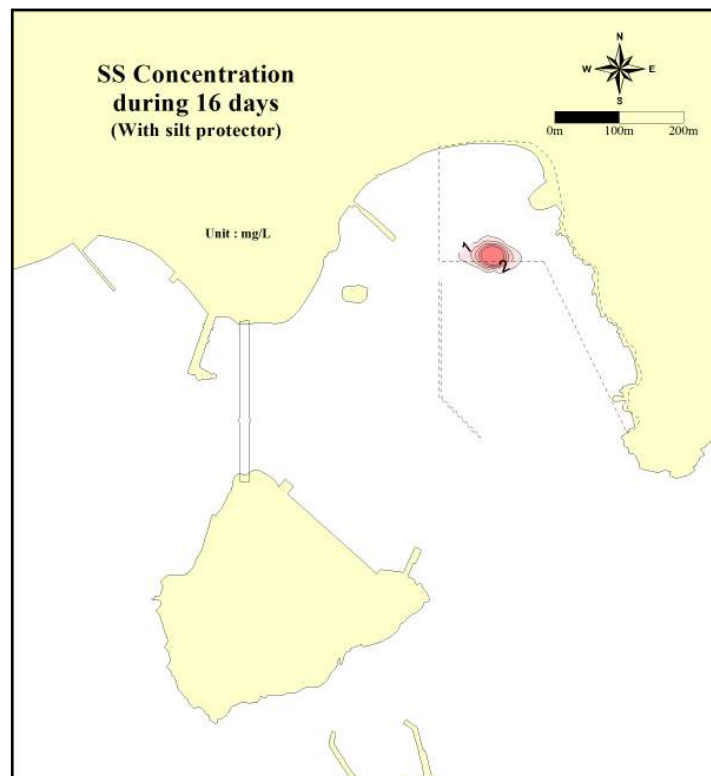 SS Concentration
during 16 days
(With silt protector)
N
W E
S
0m 100m 200m
Unit : mg/L
1
2